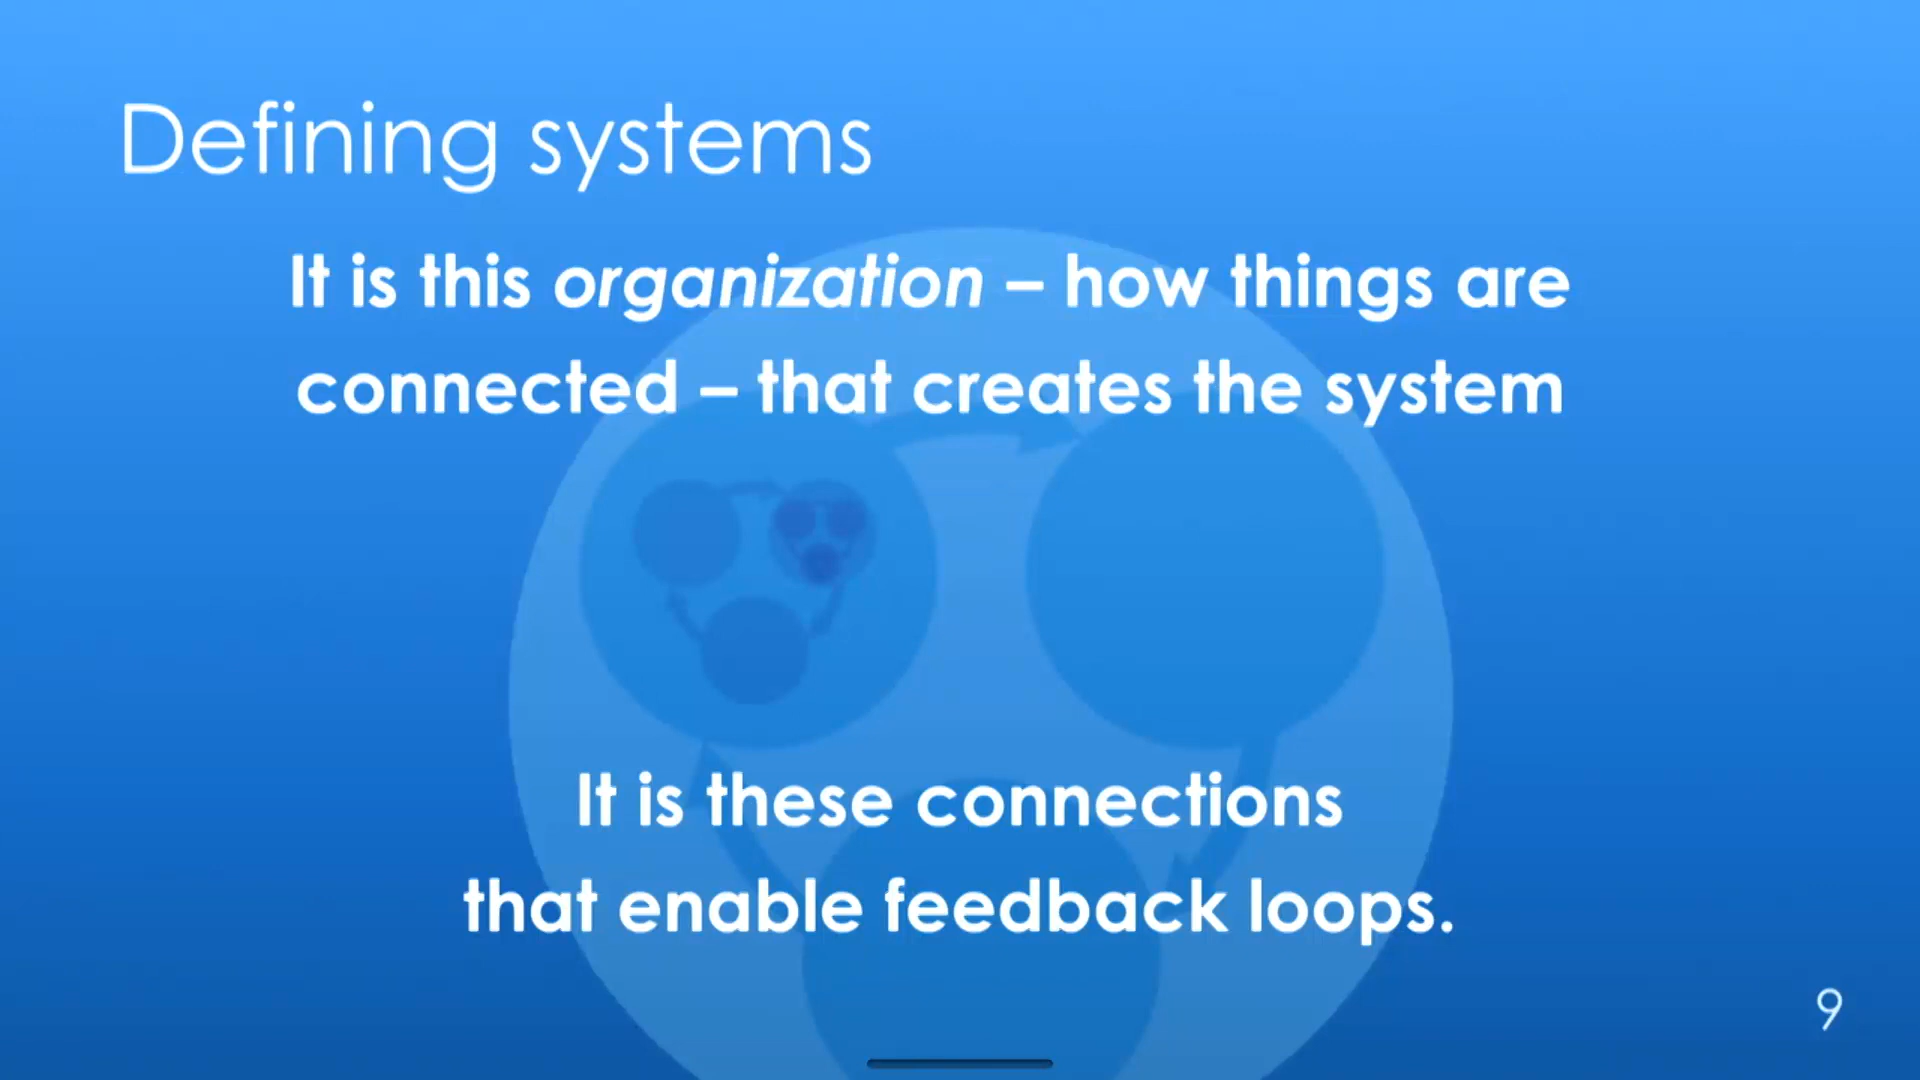 Defining systems
It is this organization – how things are
connected – that creates the system
It is these connections
that enable feedback loops.
9